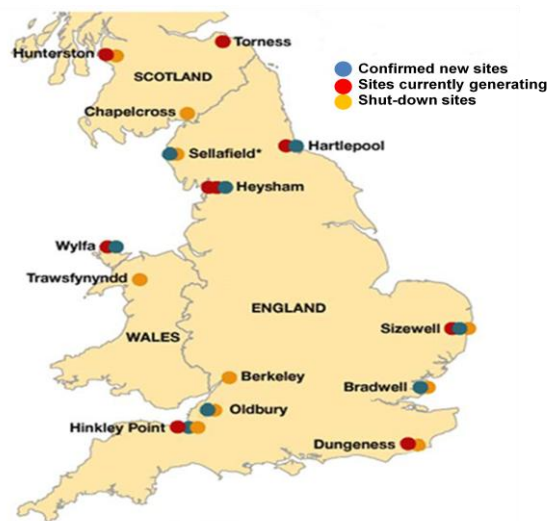 Torness
Hunterston
Confirmed new sites
Sites currently generating
SCOTLAND
Shut-down sites
Chapelcross
Hartlepool
Sellafield*
Heysham
Wylfa
Trawsfynyndd
ENGLAND
Sizewell
WALES
Berkeley
Bradwell
Oldbury
Hinkley Point
Dungeness